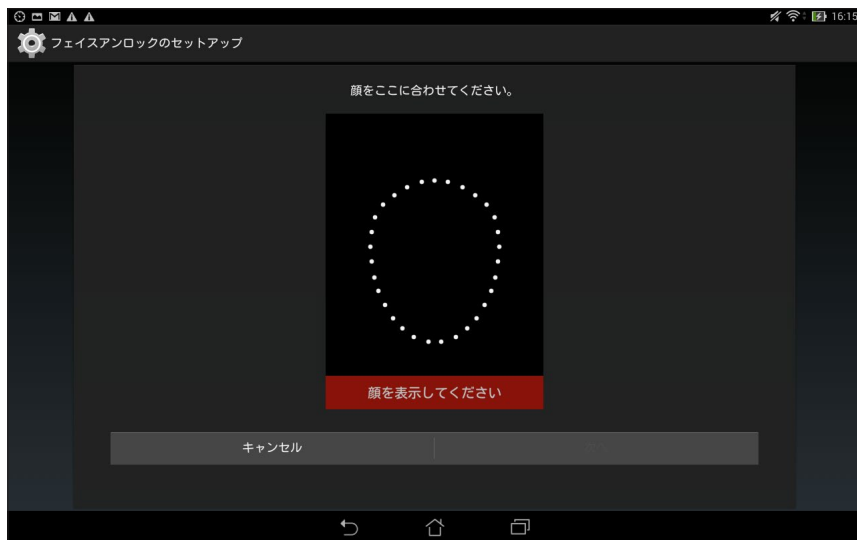 16:15
フェイスアンロックのセットアップ
顔をここに合わせてください。
顔を表示してください
キャンセル